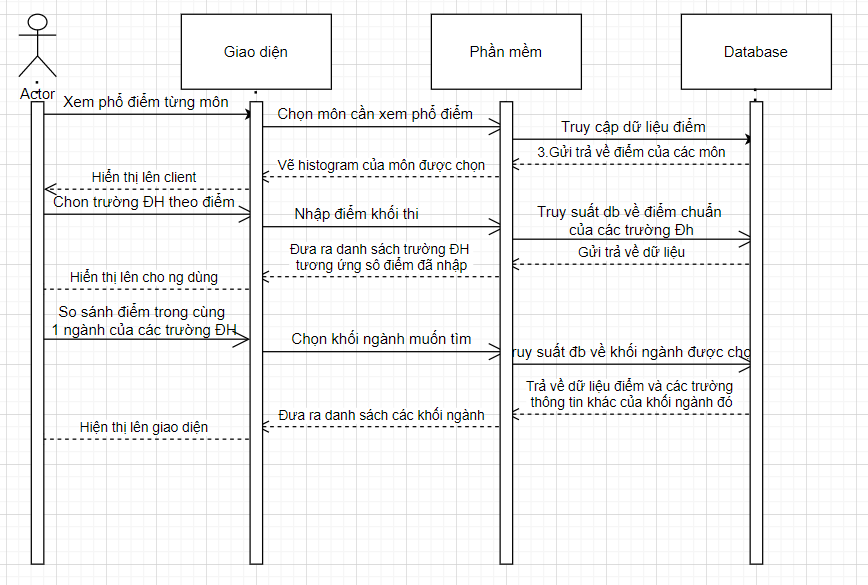 Giao diện
Phần mềm
Database
Actor
Xem phổ điểm từng môn
Chọn môn cần xem phổ điểm
Truy cập dữ liệu điểm
3.Gửi trả về điểm của các môn
Vẽ histogram của môn được chọn
Hiển thị lên client
Chon trường ĐH theo điểm
Nhập điểm khối thi
Truy suất db về điểm chuẩn
của các trường Đh
Gửi trả về dữ liệu
Đưa ra danh sách trường ĐH
tương ứng số điểm đã nhập
Hiển thị lên cho ng dùng
So sánh điểm trong cùng
1 ngành của các trường ĐH
Chọn khối ngành muốn tìm
ruy suất đb về khối ngành được chọ
Trả về dữ liệu điểm và các trường
thông tin khác của khối ngành đó
Đưa ra danh sách các khối ngành
Hiện thị lên giao diện